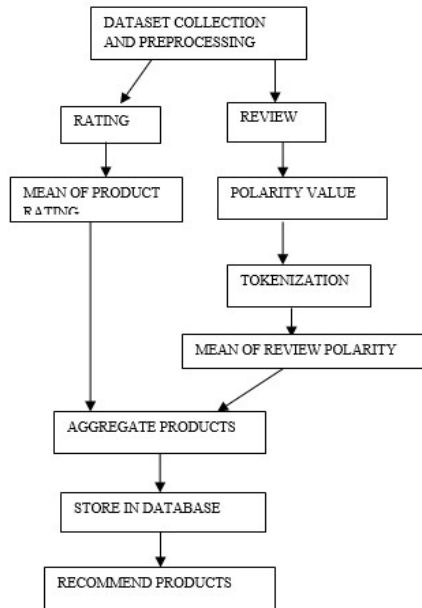 DATASET COLLECTION
AND PREPROCESSING
RATING
REVIEW
MEAN OF PRODUCT
RATING
POLARITY VALUE
TOKENIZATION
MEAN OF REVIEW POLARITY
AGGREGATE PRODUCTS
STORE IN DATABASE
RECOMMEND PRODUCTS